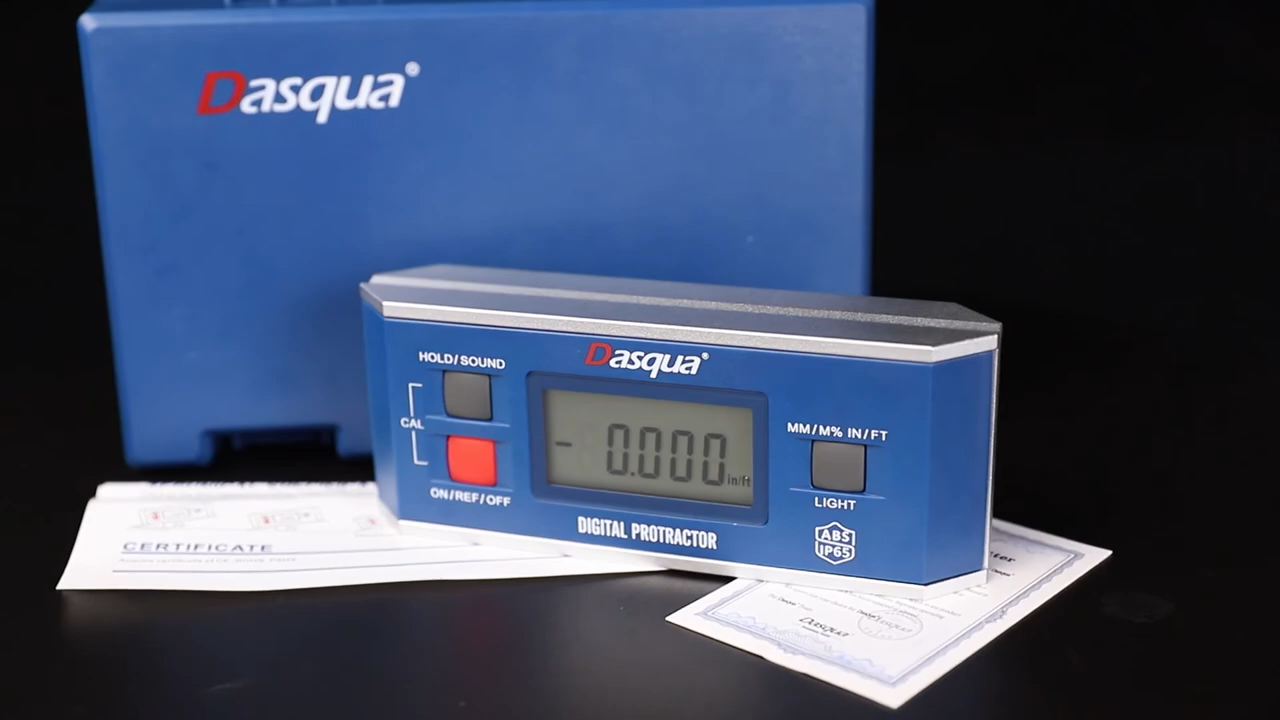 Dasqua®
HOLD/SOUND
Dasqua®
CAL
MM/M% IN/FT
- 0.000 in/ft
ON/REF/OFF
LIGHT
DIGITAL PROTRACTOR
ABS
IP65
CERTIFICATE
Dasqua